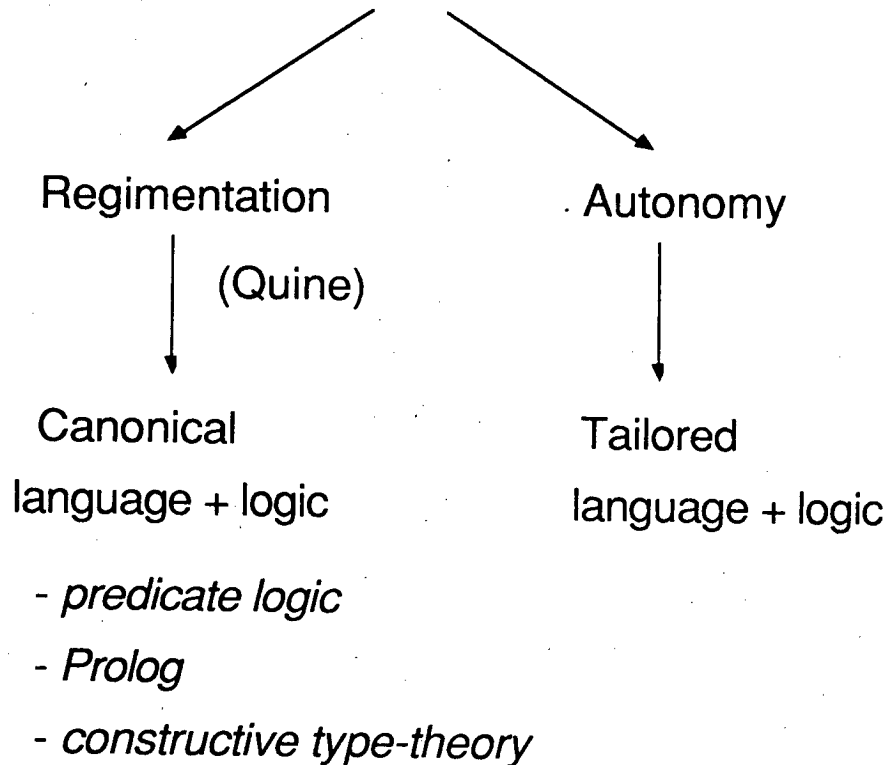 Regimentation
Autonomy
(Quine)
Canonical
language + logic
Tailored
language + logic
- predicate logic
- Prolog
- constructive type-theory